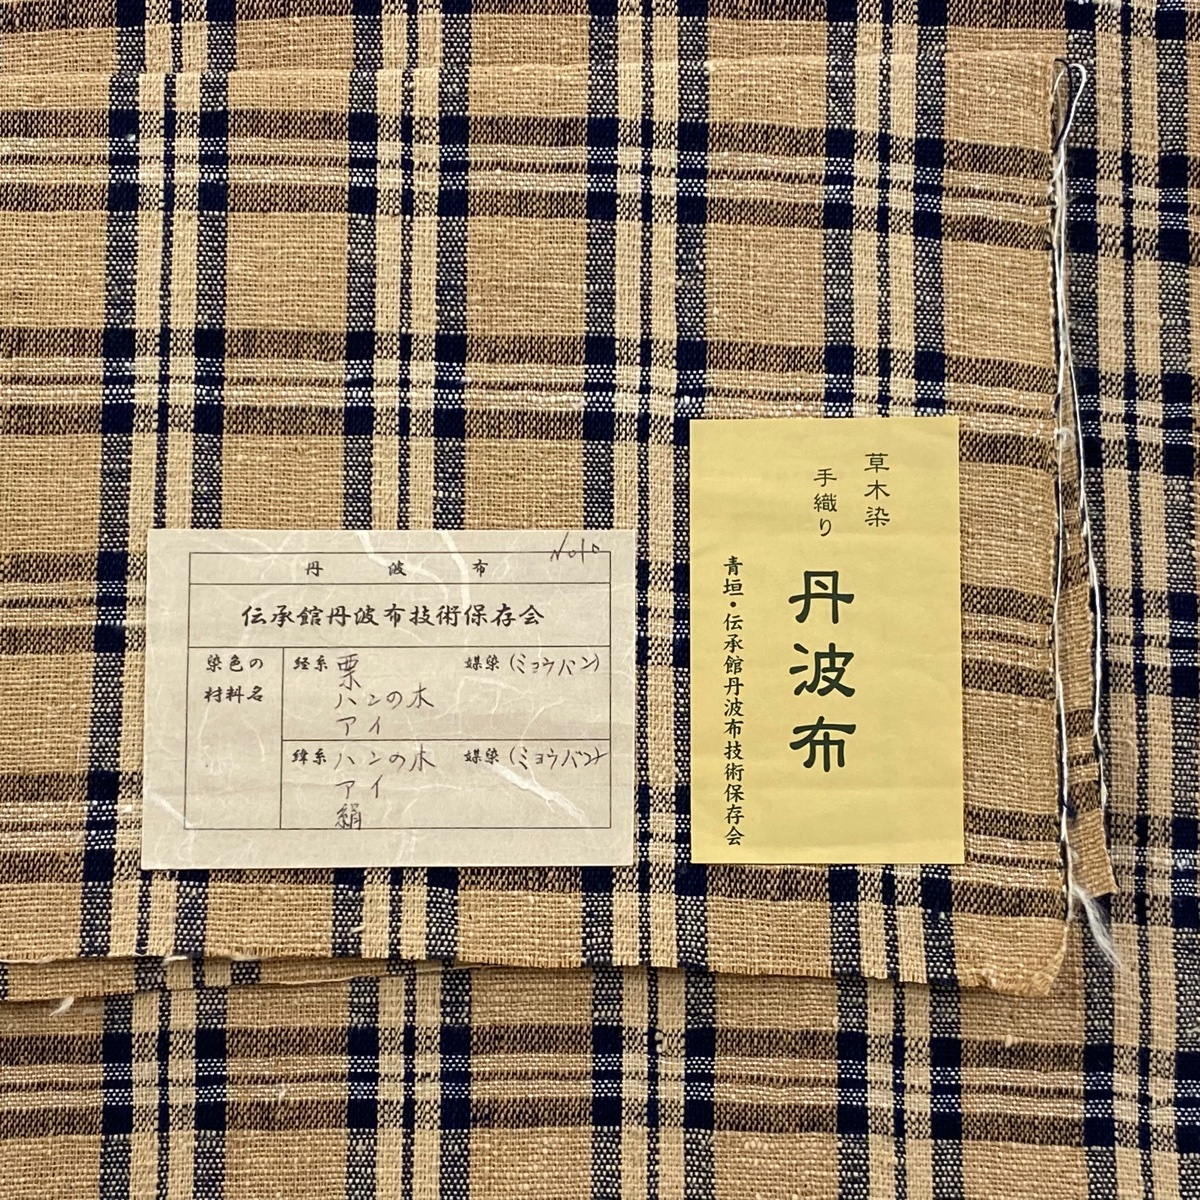 No10
丹波布
伝承館丹波布技術保存会
染色の
材料名
経糸 栗 媒染(ミョウバン)
ハンの木
アイ
緯糸 ハンの木 媒染(ミョウバン)
アイ
絹
草木染
手織り
丹波布
青垣・伝承館丹波布技術保存会